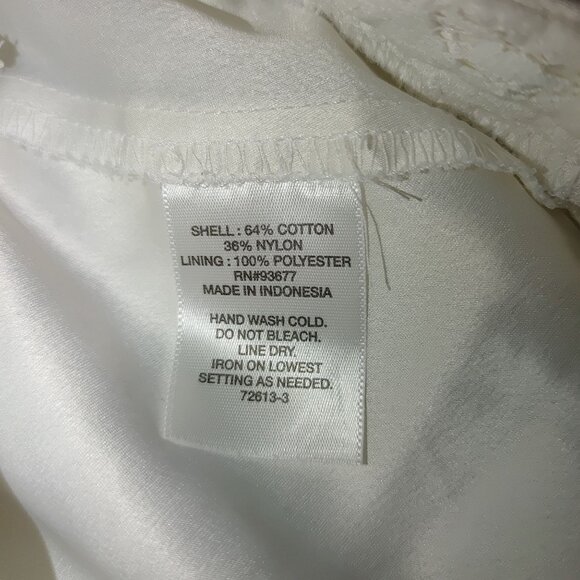 SHELL : 64% COTTON
36% NYLON
LINING : 100% POLYESTER
RN#93677
MADE IN INDONESIA
HAND WASH COLD.
DO NOT BLEACH.
LINE DRY.
IRON ON LOWEST
SETTING AS NEEDED.
72613-3